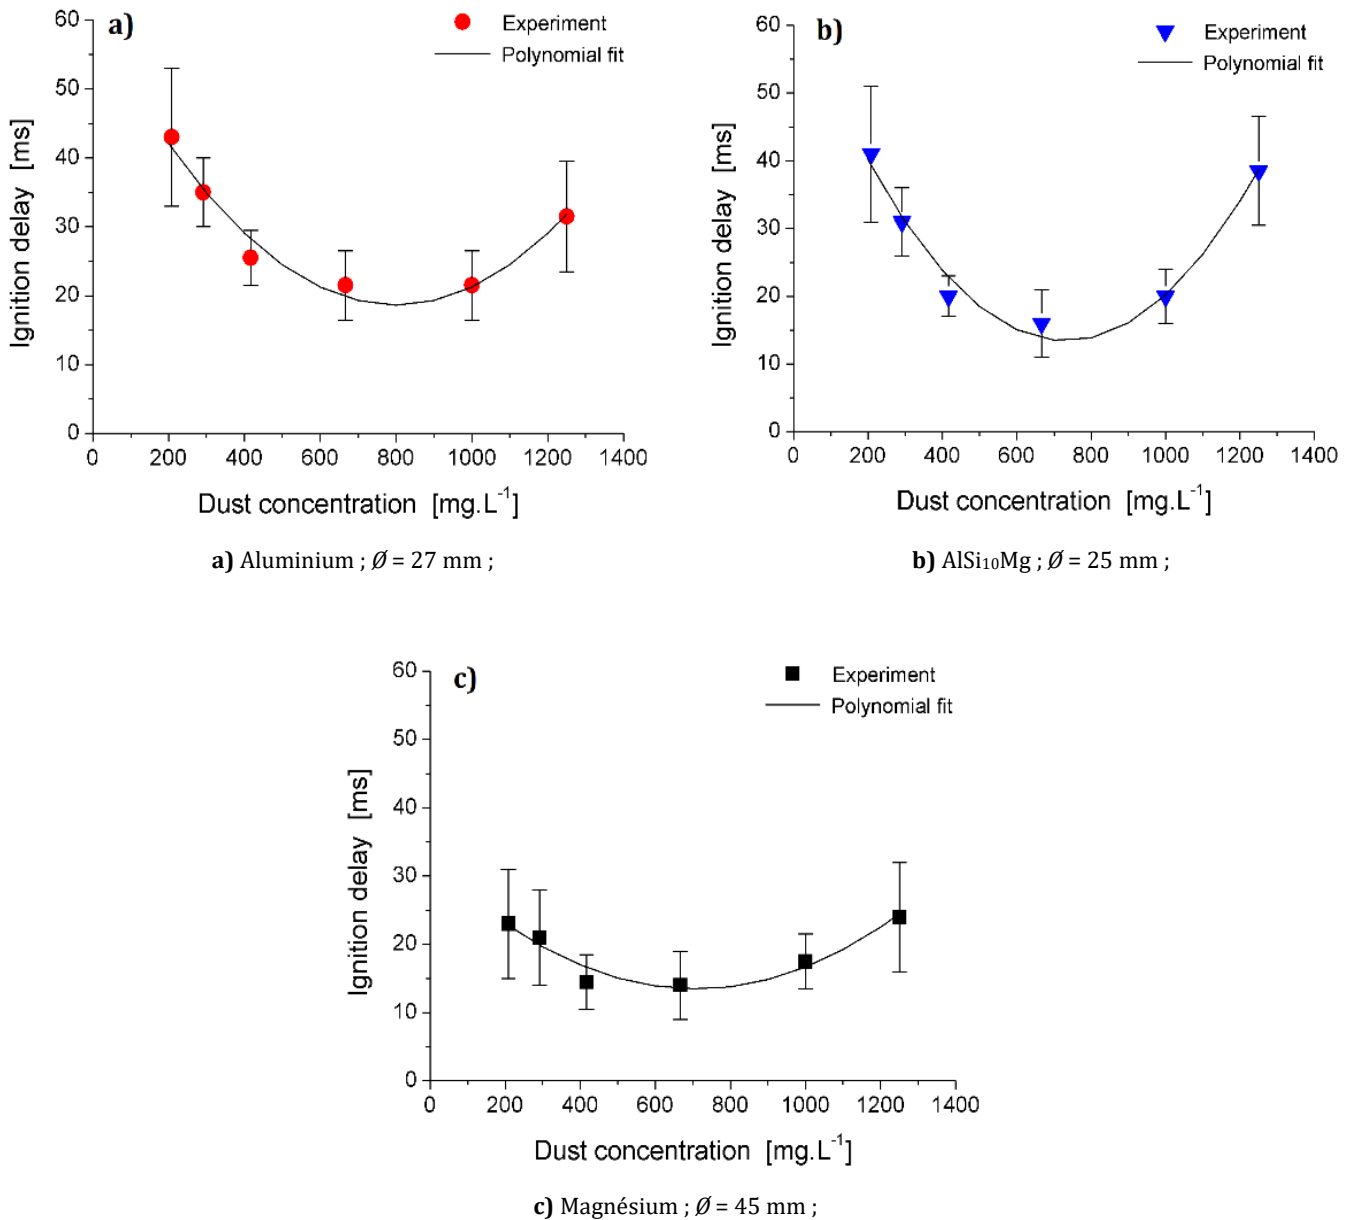 a)
Experiment
Polynomial fit
60
50
40
30
20
10
0
Ignition delay [ms]
0 200 400 600 800 1000 1200 1400
Dust concentration [mg.L⁻¹]
a) Aluminium ; Ø = 27 mm ;
b)
Experiment
Polynomial fit
60
50
40
30
20
10
0
Ignition delay [ms]
0 200 400 600 800 1000 1200 1400
Dust concentration [mg.L⁻¹]
b) AlSi₁₀Mg ; Ø = 25 mm ;
c)
Experiment
Polynomial fit
60
50
40
30
20
10
0
Ignition delay [ms]
0 200 400 600 800 1000 1200 1400
Dust concentration [mg.L⁻¹]
c) Magnésium ; Ø = 45 mm ;